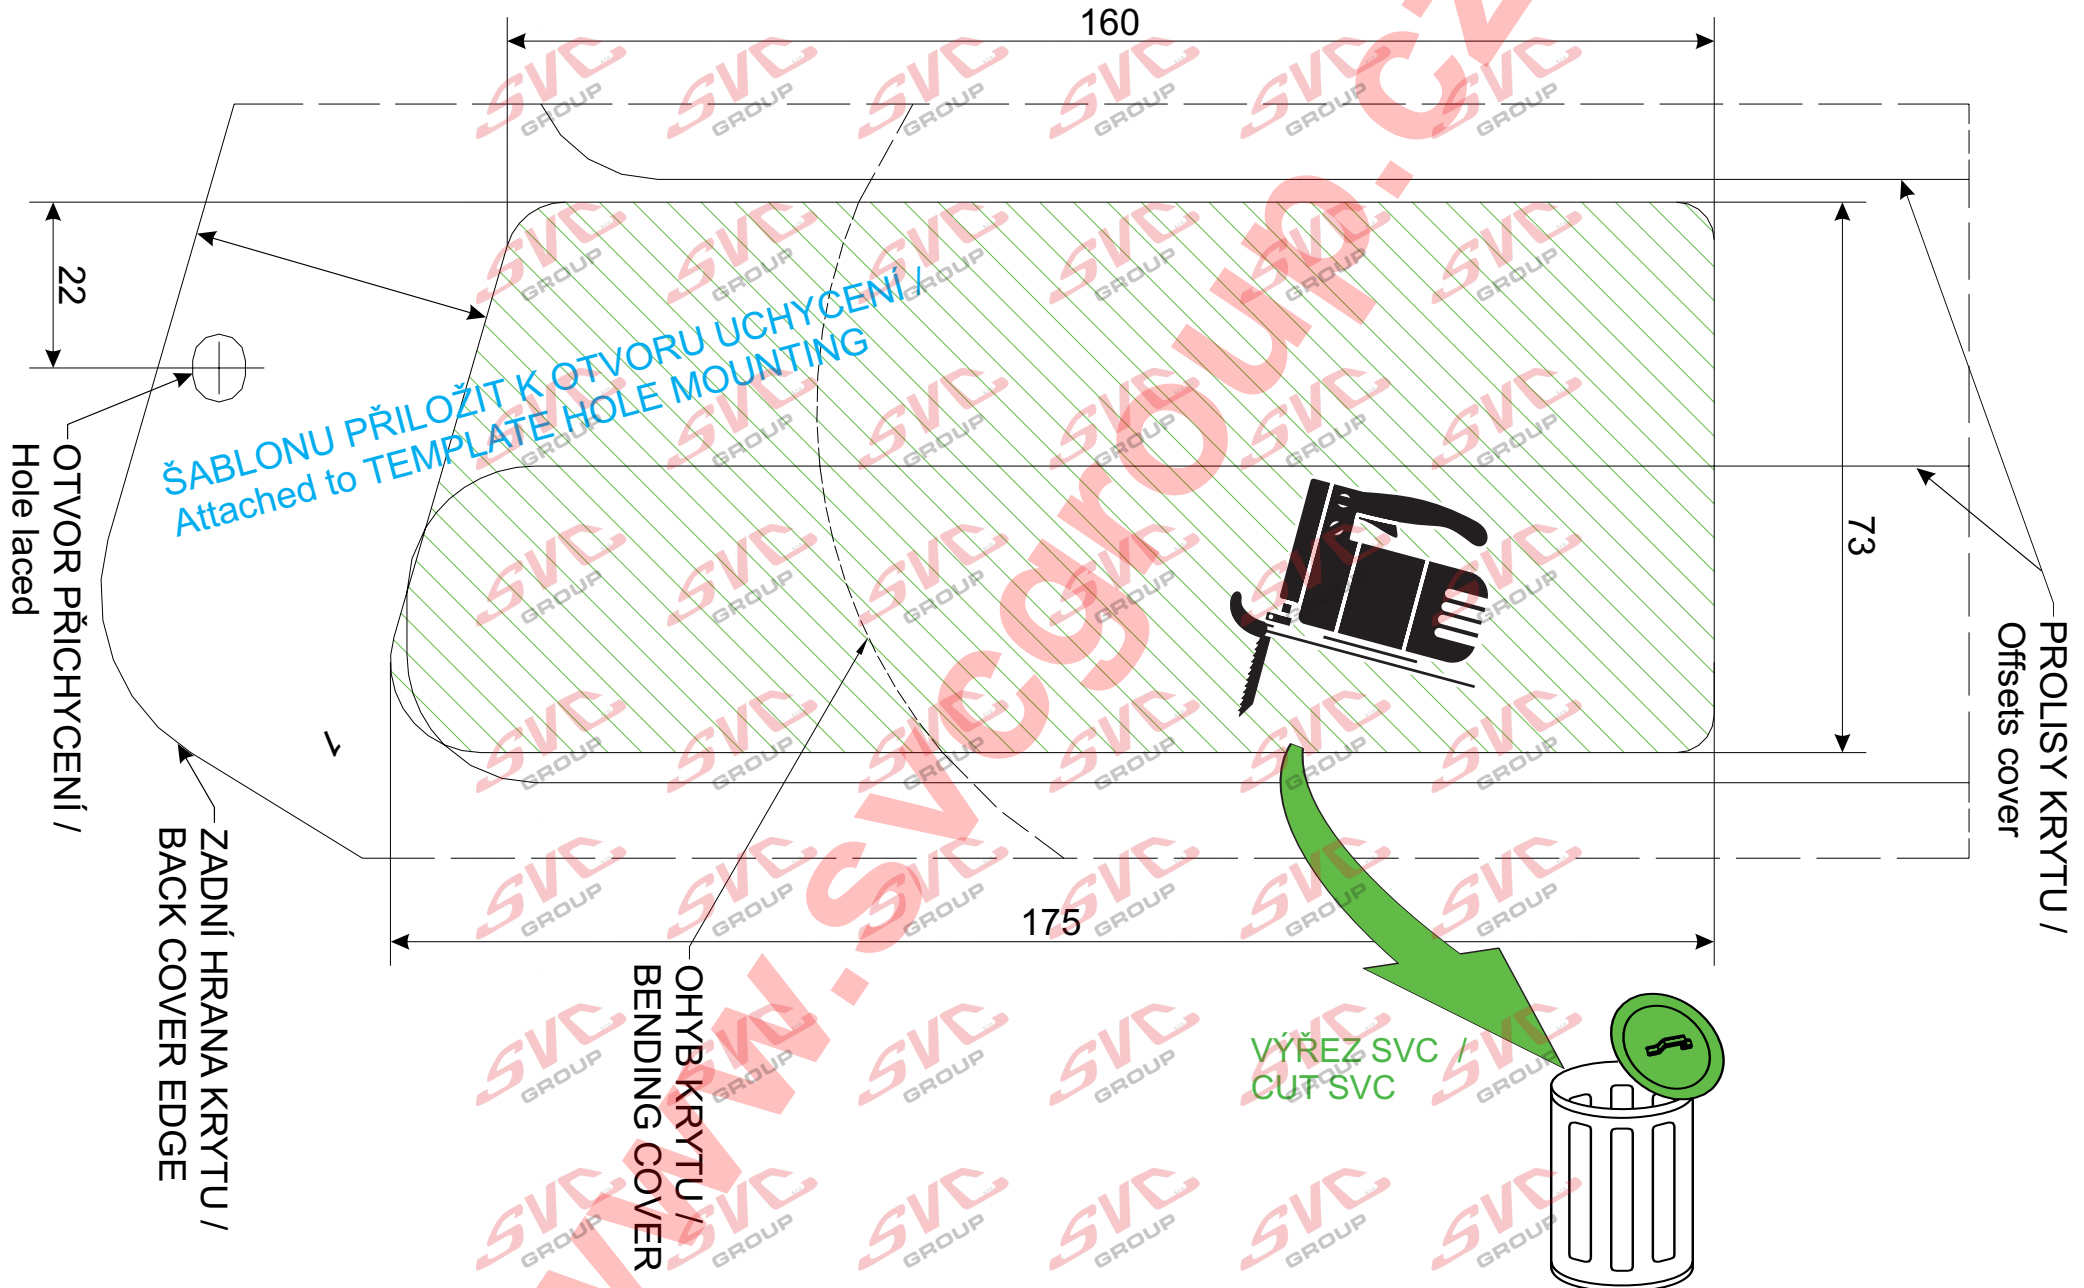 160
22
73
175
ŠABLONU PŘILOŽIT K OTVORU UCHYCENÍ /
Attached to TEMPLATE HOLE MOUNTING
OTVOR PŘICHYCENÍ /
Hole laced
ZADNÍ HRANA KRYTU /
BACK COVER EDGE
OHYB KRYTU /
BENDING COVER
PROLISY KRYTU /
Offsets cover
VÝŘEZ SVC /
CUT SVC
www.svcgroup.cz
SVC GROUP